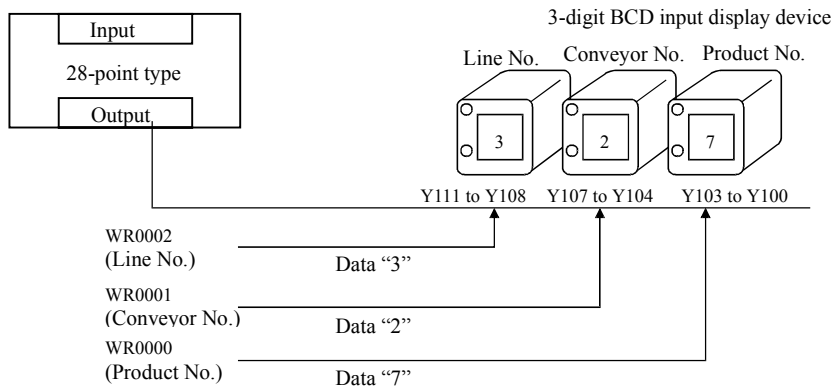 3-digit BCD input display device
Input
Line No. Conveyor No. Product No.
28-point type
Output
3 2 7
Y111 to Y108 Y107 to Y104 Y103 to Y100
WR0002
(Line No.)
Data “3”
WR0001
(Conveyor No.)
Data “2”
WR0000
(Product No.)
Data “7”